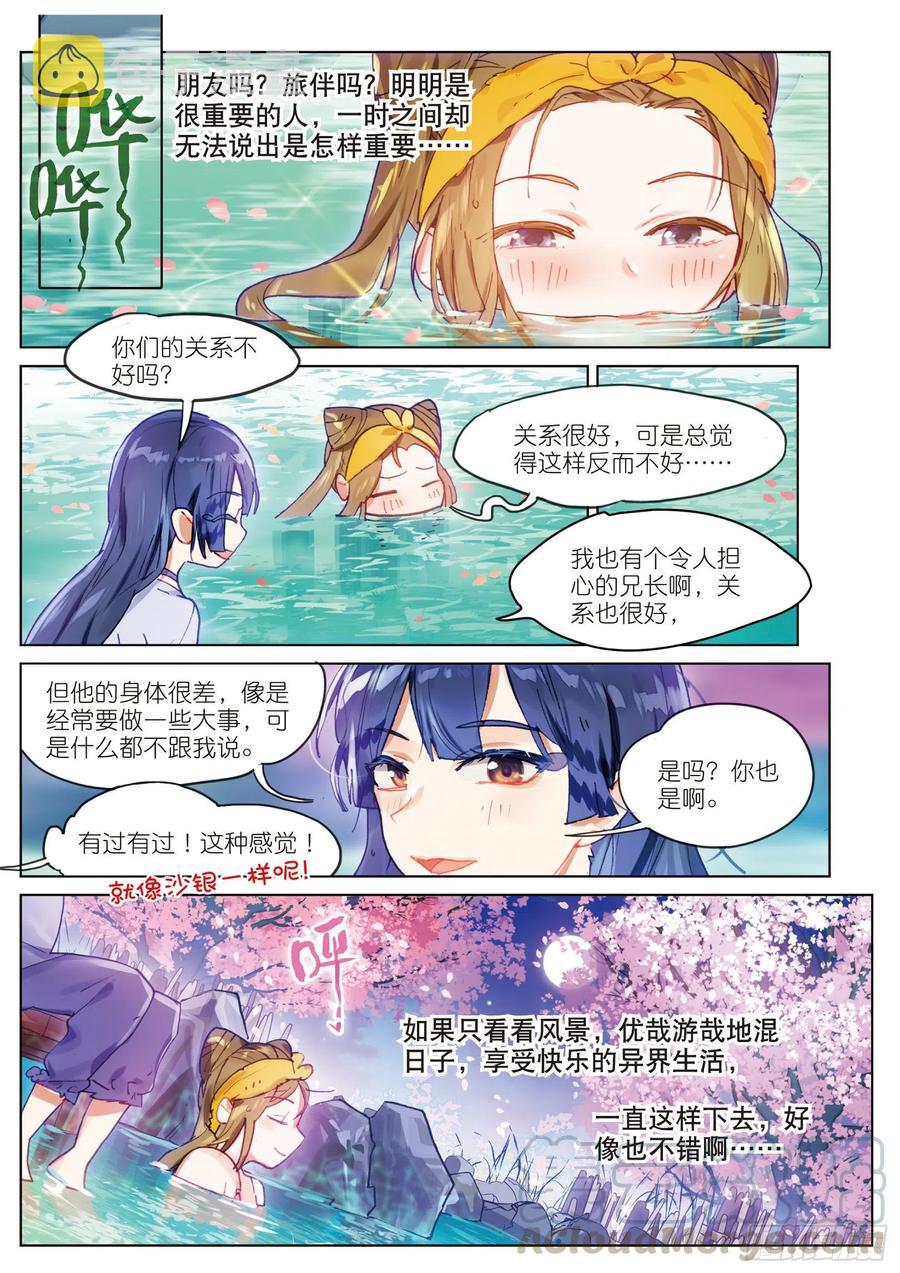 哗
哗
朋友吗？旅伴吗？明明是
很重要的人，一时之间却
无法说出是怎样重要……
你们的关系不
好吗？
关系很好，可是总觉
得这样反而不好……
我也有个令人担
心的兄长啊，关
系也很好，
但他的身体很差，像是
经常要做一些大事，可
是什么都不跟我说。
是吗？你也
是啊。
有过有过！这种感觉！
就像沙银一样呢！
呼
如果只看看风景，优哉游哉地混
日子，享受快乐的异界生活，
一直这样下去，好
像也不错啊……
AcloudMerge.com